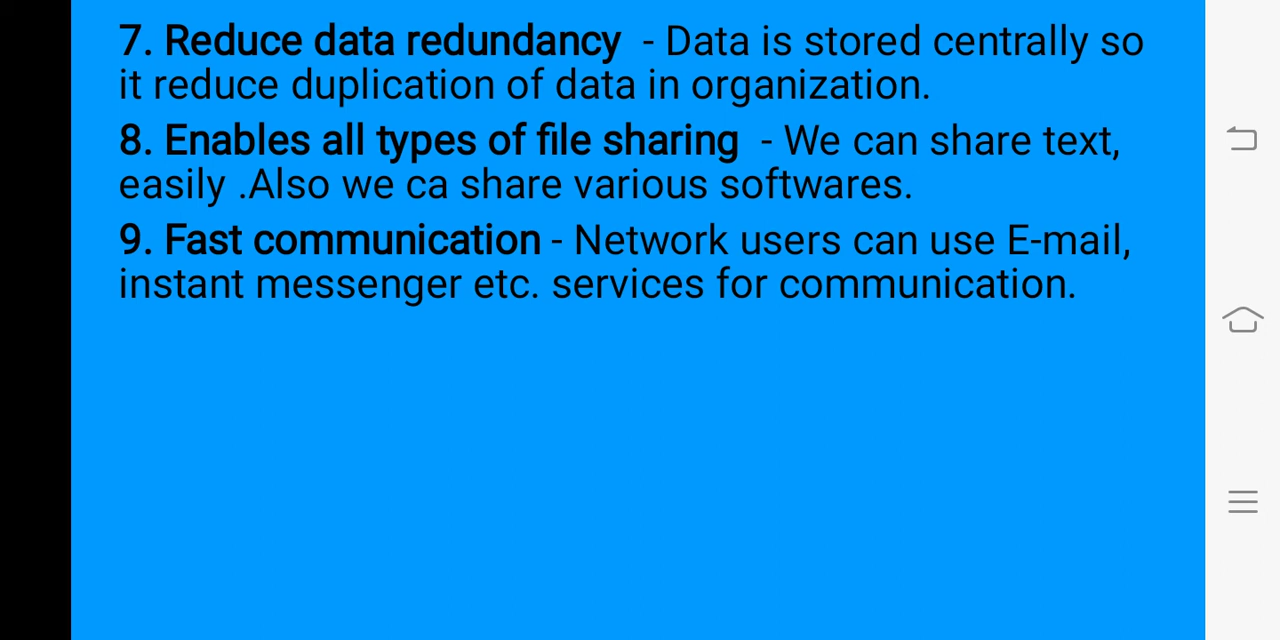 7. Reduce data redundancy - Data is stored centrally so
it reduce duplication of data in organization.
8. Enables all types of file sharing - We can share text,
easily .Also we ca share various softwares.
9. Fast communication - Network users can use E-mail,
instant messenger etc. services for communication.